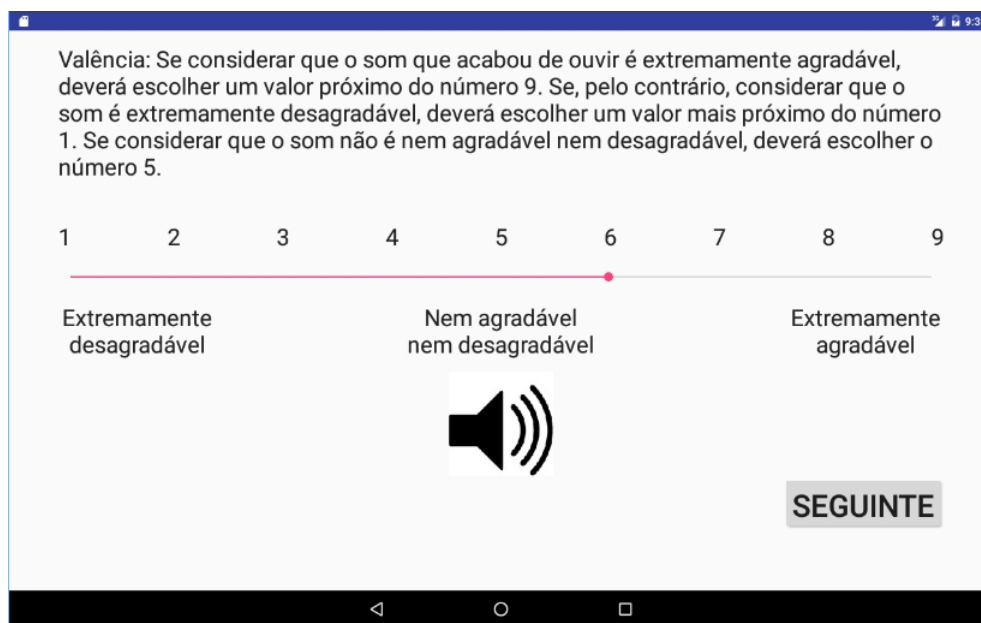 3G 9:3
Valência: Se considerar que o som que acabou de ouvir é extremamente agradável,
deverá escolher um valor próximo do número 9. Se, pelo contrário, considerar que o
som é extremamente desagradável, deverá escolher um valor mais próximo do número
1. Se considerar que o som não é nem agradável nem desagradável, deverá escolher o
número 5.
1 2 3 4 5 6 7 8 9
Extremamente Nem agradável Extremamente
desagradável nem desagradável agradável
SEGUINTE